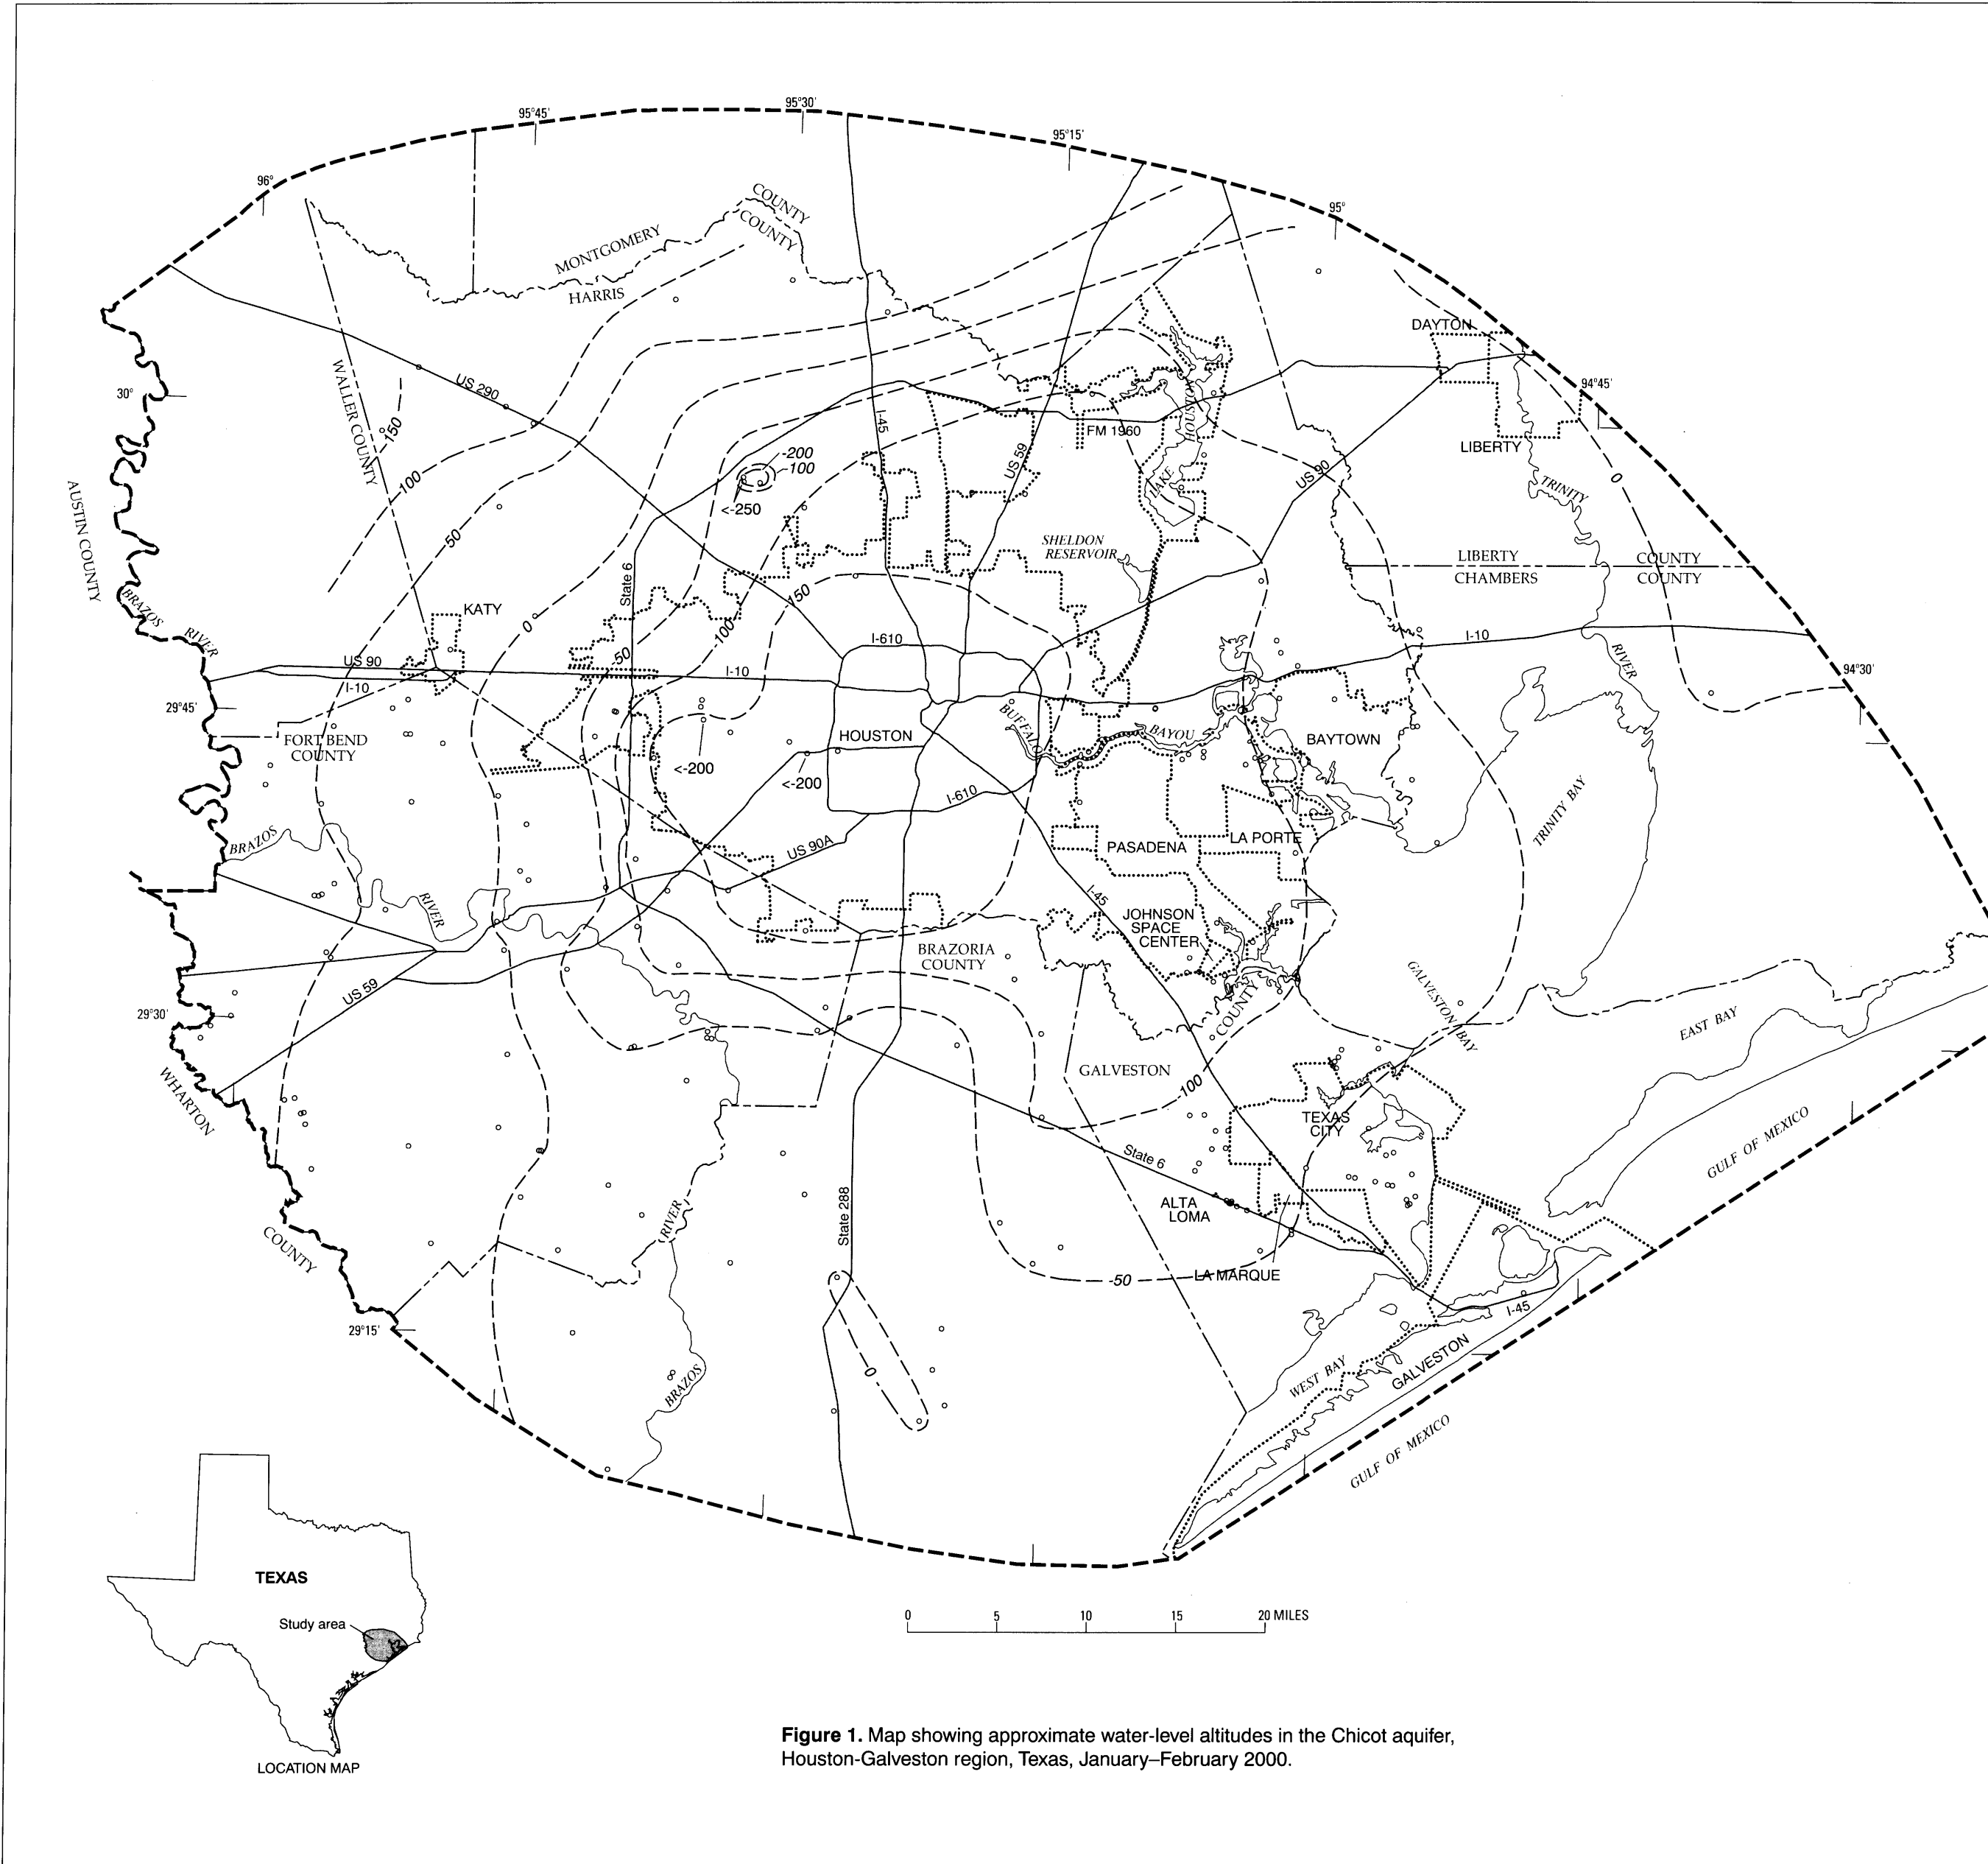 95°30'
95°45'
95°15'
96°
95°
COUNTY
COUNTY
MONTGOMERY
HARRIS
DAYTON
94°45'
30°
WALLER COUNTY
US 290
150
I-45
HOUSTON
LAKE
FM 1960
LIBERTY
-200
-100
<-250
US 59
US 90
0
100
TRINITY
AUSTIN COUNTY
50
SHELDON
RESERVOIR
LIBERTY
COUNTY
CHAMBERS
COUNTY
State 6
BRAZOS
RIVER
KATY
0
-150
-100
-50
I-610
I-10
RIVER
US 90
I-10
I-10
94°30'
29°45'
FORT BEND
COUNTY
HOUSTON
BUFFALO
BAYOU
BAYTOWN
<-200
<-200
I-610
TRINITY BAY
BRAZOS
US 90A
PASADENA
LA PORTE
RIVER
I-45
JOHNSON
SPACE
CENTER
BRAZORIA
COUNTY
US 59
GALVESTON BAY
29°30'
COUNTY
EAST BAY
WHARTON
GALVESTON
-100
TEXAS
CITY
GULF OF MEXICO
State 6
ALTA
LOMA
State 288
RIVER
COUNTY
-50
LA MARQUE
29°15'
I-45
0
BRAZOS
WEST BAY
GALVESTON
GULF OF MEXICO
TEXAS
Study area
0 5 10 15 20 MILES
Figure 1. Map showing approximate water-level altitudes in the Chicot aquifer,
Houston-Galveston region, Texas, January–February 2000.
LOCATION MAP